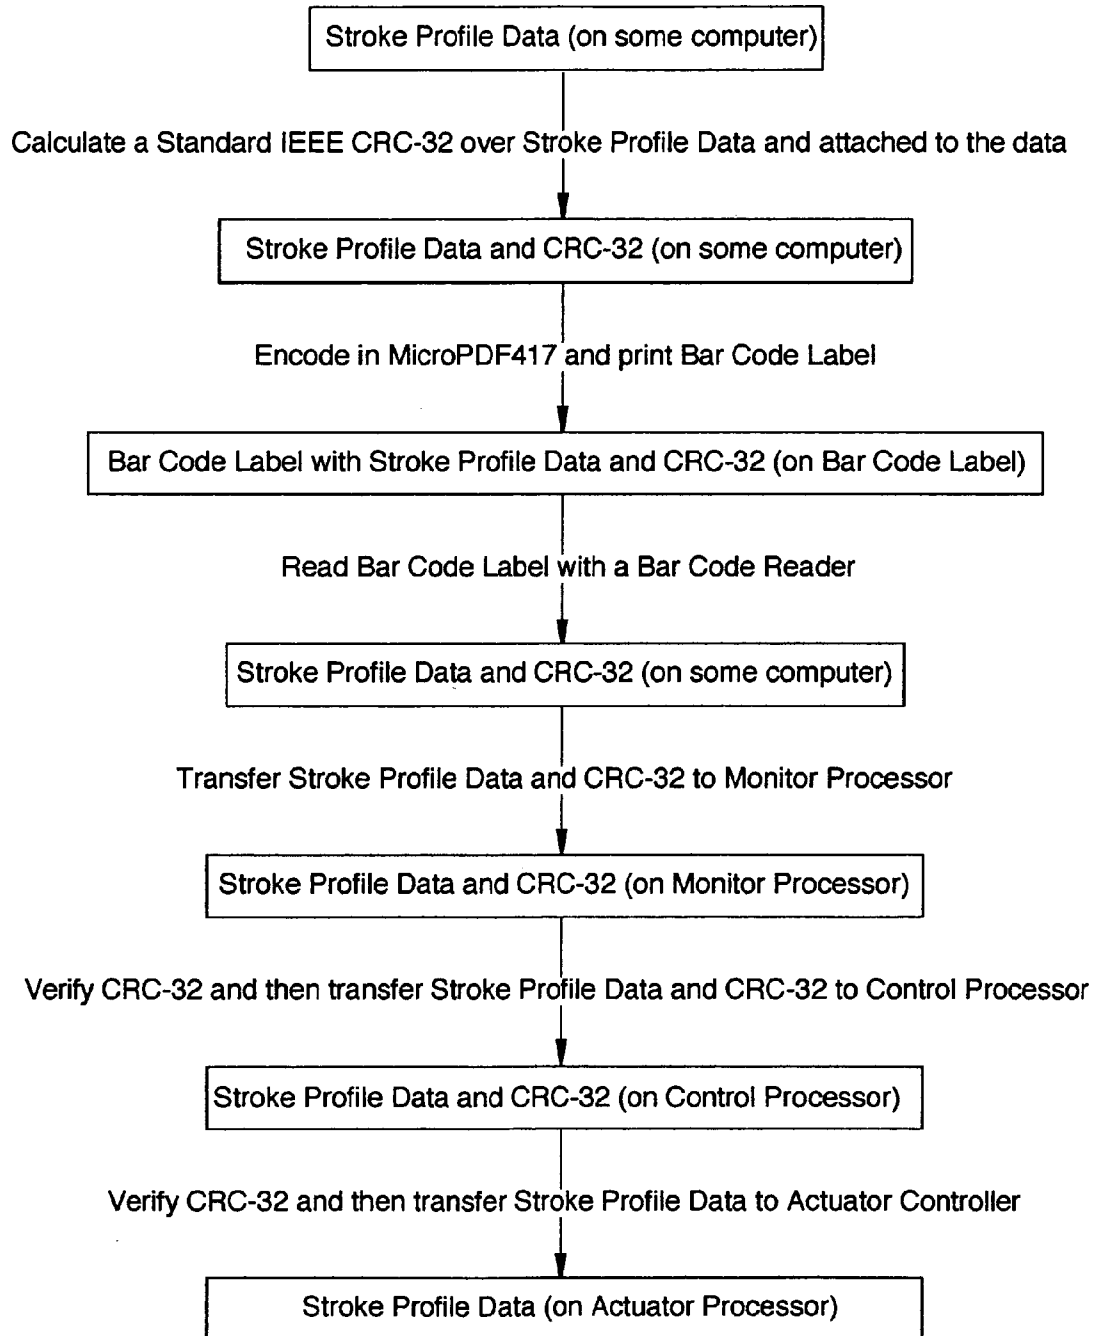 Stroke Profile Data (on some computer)
Calculate a Standard IEEE CRC-32 over Stroke Profile Data and attached to the data
Stroke Profile Data and CRC-32 (on some computer)
Encode in MicroPDF417 and print Bar Code Label
Bar Code Label with Stroke Profile Data and CRC-32 (on Bar Code Label)
Read Bar Code Label with a Bar Code Reader
Stroke Profile Data and CRC-32 (on some computer)
Transfer Stroke Profile Data and CRC-32 to Monitor Processor
Stroke Profile Data and CRC-32 (on Monitor Processor)
Verify CRC-32 and then transfer Stroke Profile Data and CRC-32 to Control Processor
Stroke Profile Data and CRC-32 (on Control Processor)
Verify CRC-32 and then transfer Stroke Profile Data to Actuator Controller
Stroke Profile Data (on Actuator Processor)